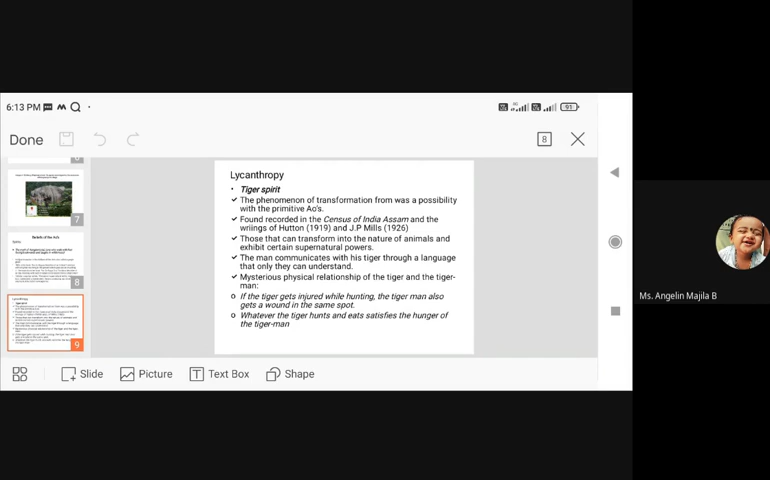 6:13 PM
91
Done
8
7
8
9
Lycanthropy
• Tiger spirit
✓ The phenomenon of transformation from was a possibility
with the primitive Ao's.
✓ Found recorded in the Census of India Assam and the
wriings of Hutton (1919) and J.P Mills (1926)
✓ Those that can transform into the nature of animals and
exhibit certain supernatural powers.
✓ The man communicates with his tiger through a language
that only they can understand.
✓ Mysterious physical relationship of the tiger and the tiger-
man:
o If the tiger gets injured while hunting, the tiger man also
gets a wound in the same spot.
o Whatever the tiger hunts and eats satisfies the hunger of
the tiger-man
Slide
Picture
Text Box
Shape
Ms. Angelin Majila B